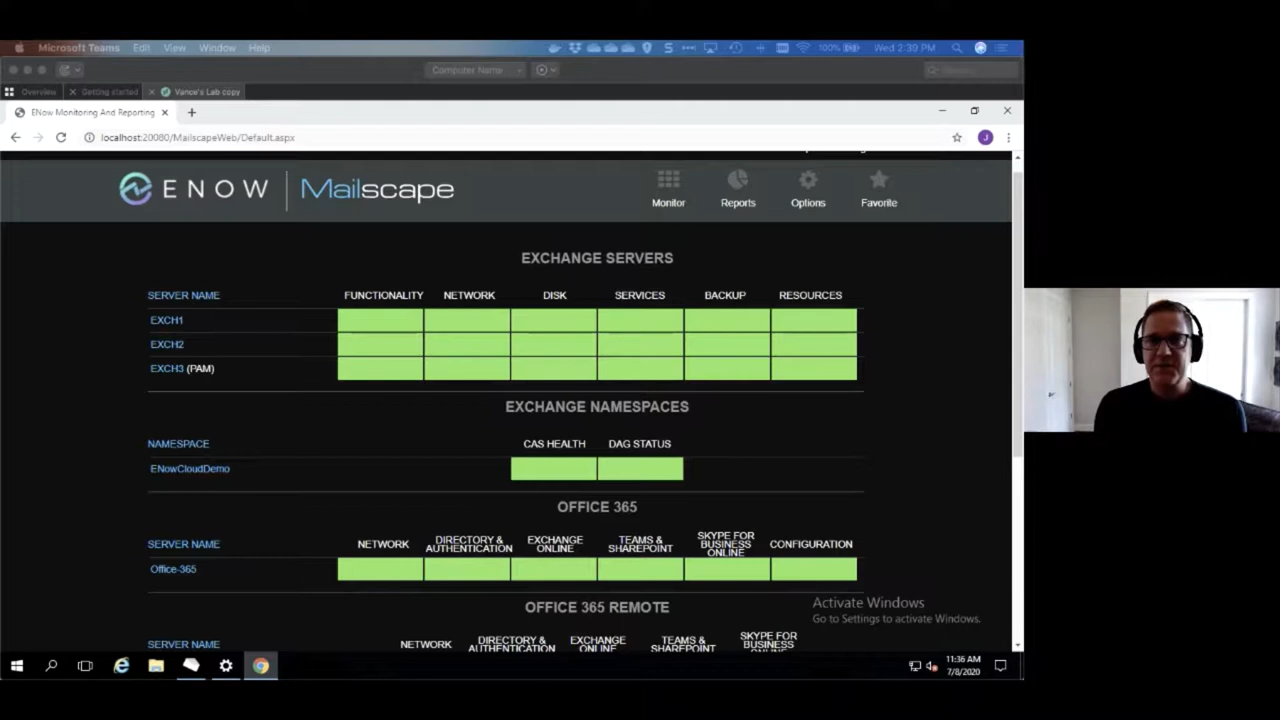 Microsoft Teams Edit View Window Help 100% Wed 2:39 PM
Computer Name
Overview Getting started Vance's Lab copy
ENow Monitoring And Reporting
localhost:20080/MailscapeWeb/Default.aspx J
ENOW Mailscape
Monitor Reports Options Favorite
EXCHANGE SERVERS
SERVER NAME FUNCTIONALITY NETWORK DISK SERVICES BACKUP RESOURCES
EXCH1
EXCH2
EXCH3 (PAM)
EXCHANGE NAMESPACES
NAMESPACE CAS HEALTH DAG STATUS
ENowCloudDemo
OFFICE 365
SERVER NAME NETWORK DIRECTORY & AUTHENTICATION EXCHANGE ONLINE TEAMS & SHAREPOINT SKYPE FOR BUSINESS ONLINE CONFIGURATION
Office-365
Activate Windows
Go to Settings to activate Windows.
OFFICE 365 REMOTE
SERVER NAME NETWORK DIRECTORY & AUTHENTICATION EXCHANGE ONLINE TEAMS & SHAREPOINT SKYPE FOR BUSINESS
11:36 AM
7/8/2020